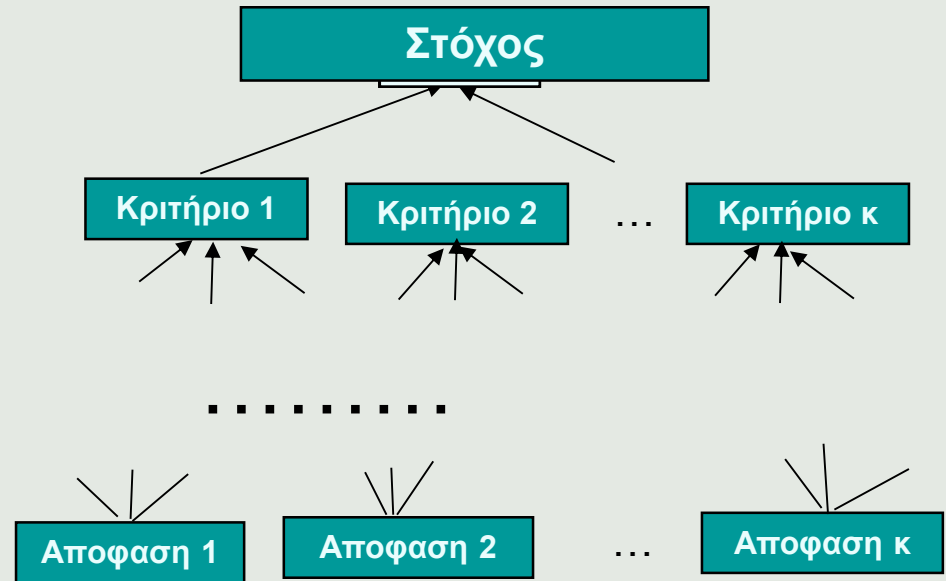 Στόχος
Κριτήριο 1
Κριτήριο 2
...
Κριτήριο κ
..........
Αποφαση 1
Αποφαση 2
...
Αποφαση κ